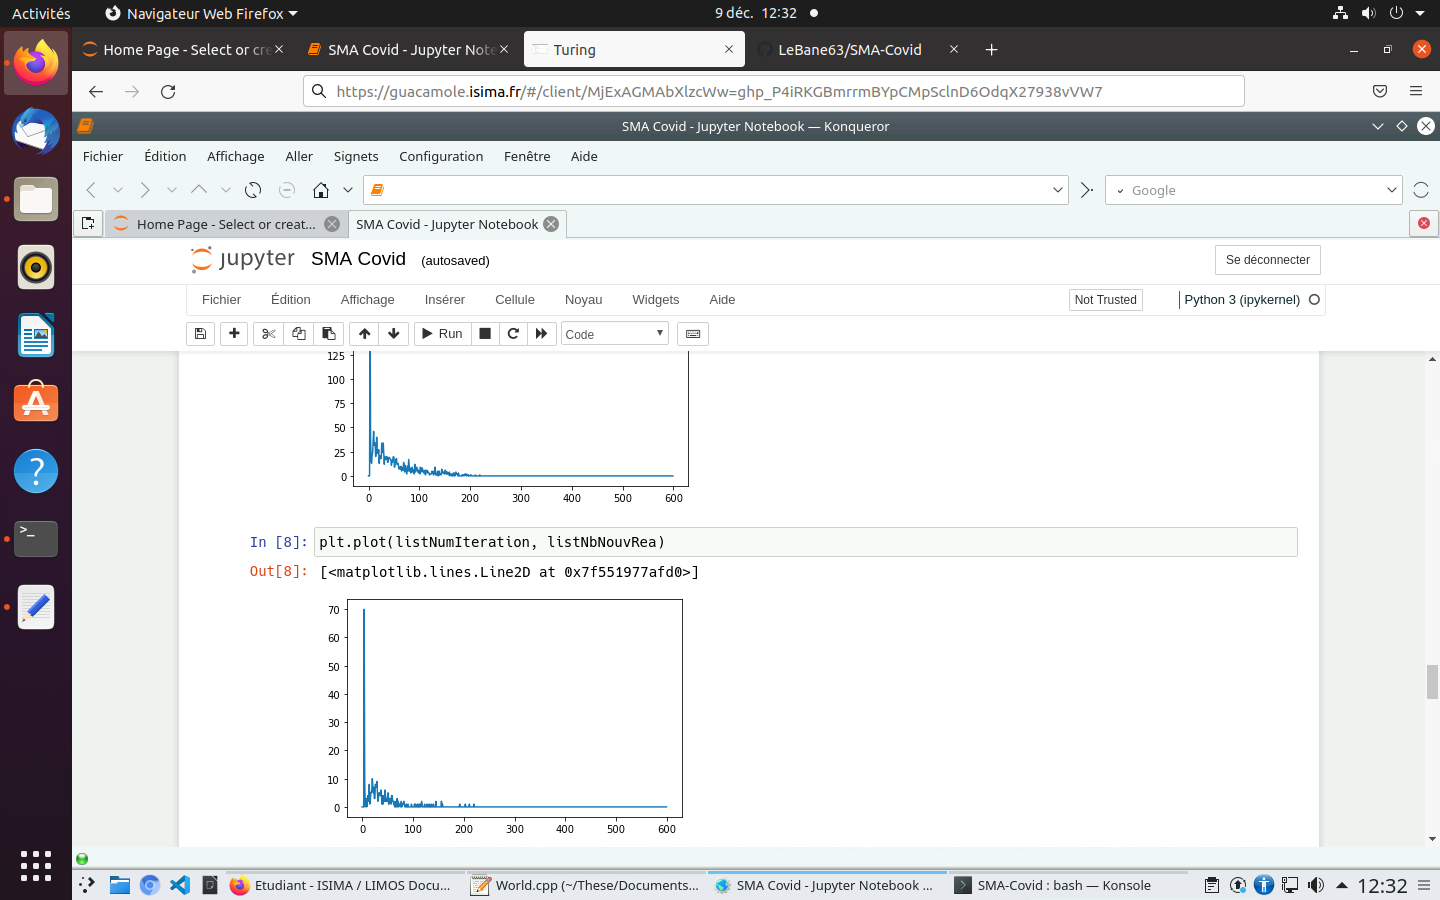 Activités
Navigateur Web Firefox
9 déc. 12:32
Home Page - Select or cre
SMA Covid - Jupyter Note
Turing
LeBane63/SMA-Covid
https://guacamole.isima.fr/#/client/MjExAGMAbXlzcWw=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
SMA Covid - Jupyter Notebook — Konqueror
Fichier Édition Affichage Aller Signets Configuration Fenêtre Aide
Google
Home Page - Select or creat...
SMA Covid - Jupyter Notebook
jupyter SMA Covid (autosaved)
Se déconnecter
Fichier Édition Affichage Insérer Cellule Noyau Widgets Aide
Not Trusted
Python 3 (ipykernel)
Run
Code
125
100
75
50
25
0
0 100 200 300 400 500 600
In [8]: plt.plot(listNumIteration, listNbNouvRea)
Out[8]: [<matplotlib.lines.Line2D at 0x7f551977afd0>]
70
60
50
40
30
20
10
0
0 100 200 300 400 500 600
Etudiant - ISIMA / LIMOS Docu...
World.cpp (~/These/Documents...
SMA Covid - Jupyter Notebook ...
SMA-Covid : bash — Konsole
12:32